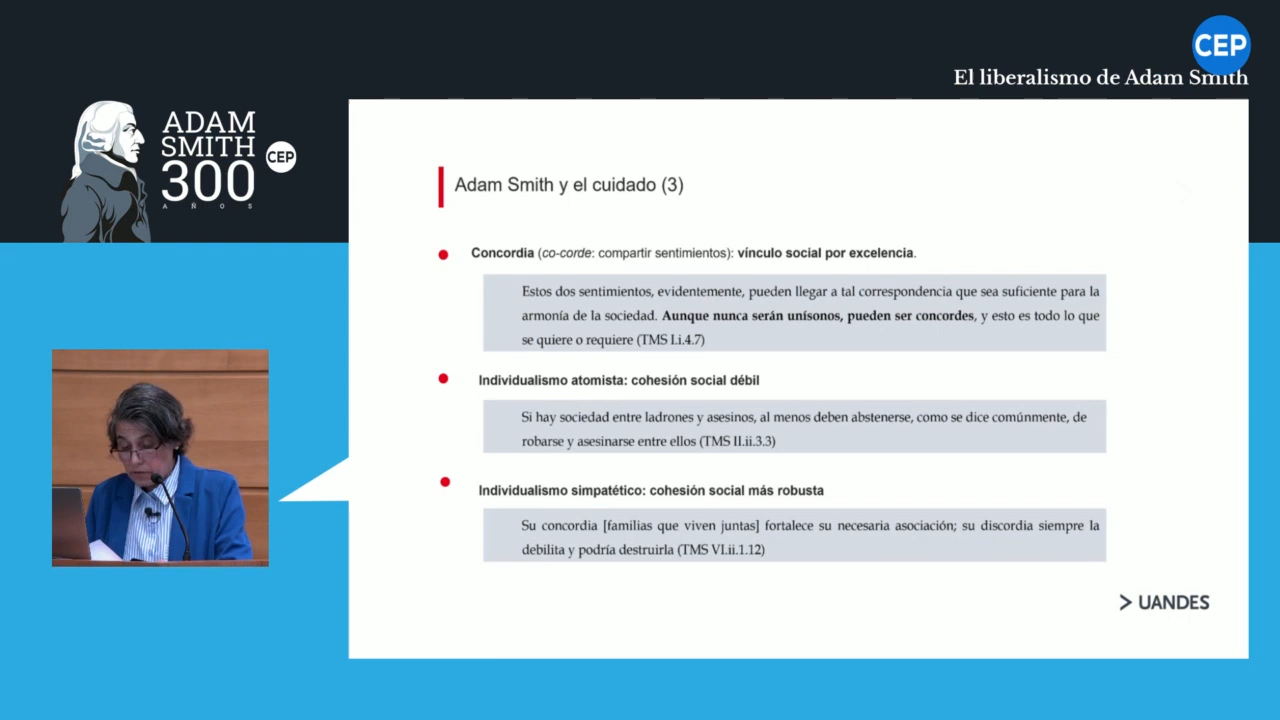 CEP
El liberalismo de Adam Smith
ADAM
SMITH
300
AÑOS
CEP
Adam Smith y el cuidado (3)
Concordia (co-corde: compartir sentimientos): vínculo social por excelencia.
Estos dos sentimientos, evidentemente, pueden llegar a tal correspondencia que sea suficiente para la
armonía de la sociedad. Aunque nunca serán unísonos, pueden ser concordes, y esto es todo lo que
se quiere o requiere (TMS I.i.4.7)
Individualismo atomista: cohesión social débil
Si hay sociedad entre ladrones y asesinos, al menos deben abstenerse, como se dice comúnmente, de
robarse y asesinarse entre ellos (TMS II.ii.3.3)
Individualismo simpatético: cohesión social más robusta
Su concordia [familias que viven juntas] fortalece su necesaria asociación; su discordia siempre la
debilita y podría destruirla (TMS VI.ii.1.12)
> UANDES